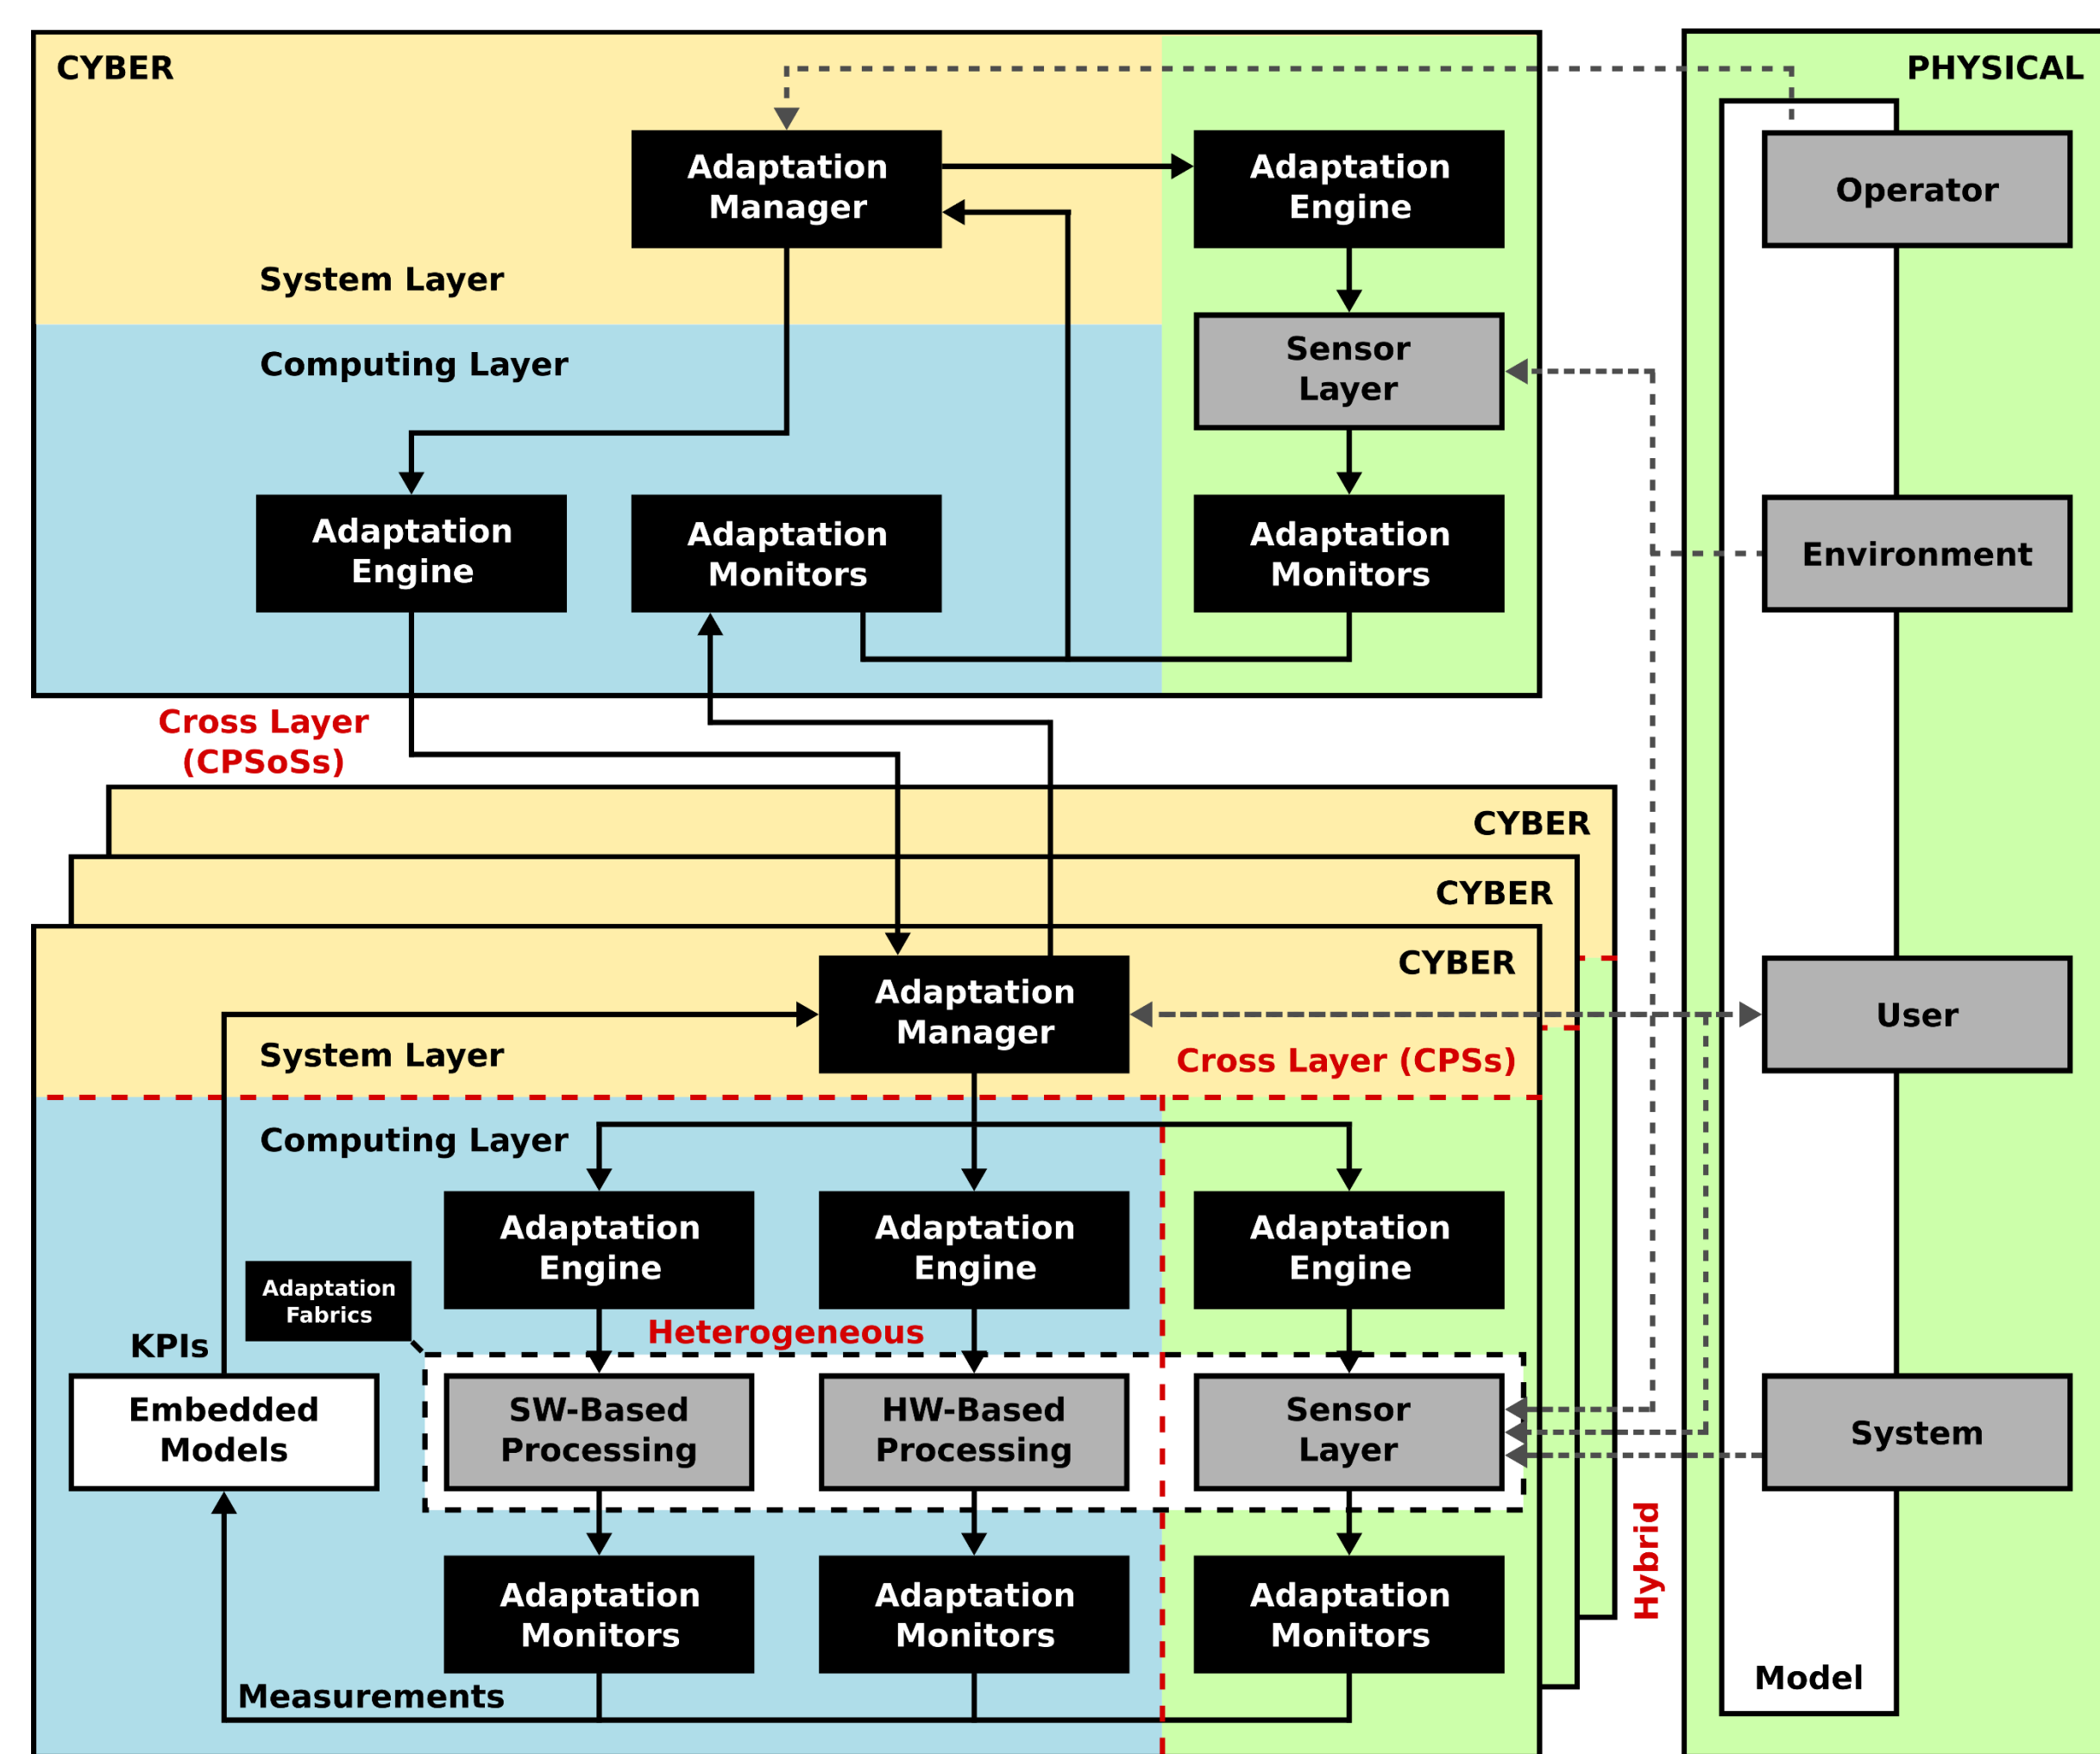 CYBER
PHYSICAL
Adaptation
Manager
Adaptation
Engine
Operator
System Layer
Computing Layer
Sensor
Layer
Adaptation
Engine
Adaptation
Monitors
Adaptation
Monitors
Environment
Cross Layer
(CPSoSs)
CYBER
CYBER
CYBER
Adaptation
Manager
User
System Layer
Cross Layer (CPSs)
Computing Layer
Adaptation
Engine
Adaptation
Engine
Adaptation
Engine
Adaptation
Fabrics
Heterogeneous
KPIs
Embedded
Models
SW-Based
Processing
HW-Based
Processing
Sensor
Layer
System
Hybrid
Adaptation
Monitors
Adaptation
Monitors
Adaptation
Monitors
Model
Measurements